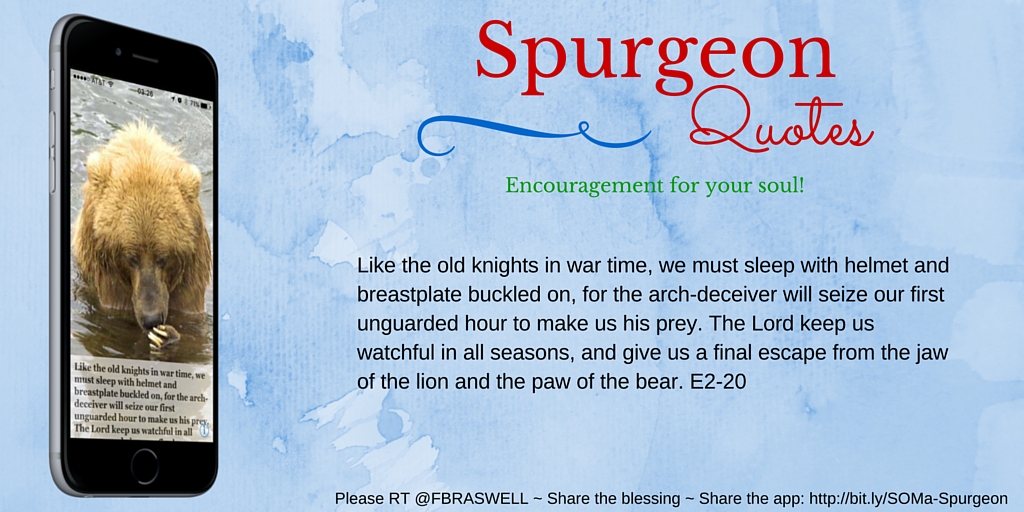 Spurgeon
Quotes
Encouragement for your soul!
Like the old knights in war time, we must sleep with helmet and
breastplate buckled on, for the arch-deceiver will seize our first
unguarded hour to make us his prey. The Lord keep us
watchful in all seasons, and give us a final escape from the jaw
of the lion and the paw of the bear. E2-20
Please RT @FBRASWELL ~ Share the blessing ~ Share the app: http://bit.ly/SOMa-Spurgeon
AT&T 03:26 71%
Like the old knights in war time, we
must sleep with helmet and
breastplate buckled on, for the arch-
deceiver will seize our first
unguarded hour to make us his prey.
The Lord keep us watchful in all